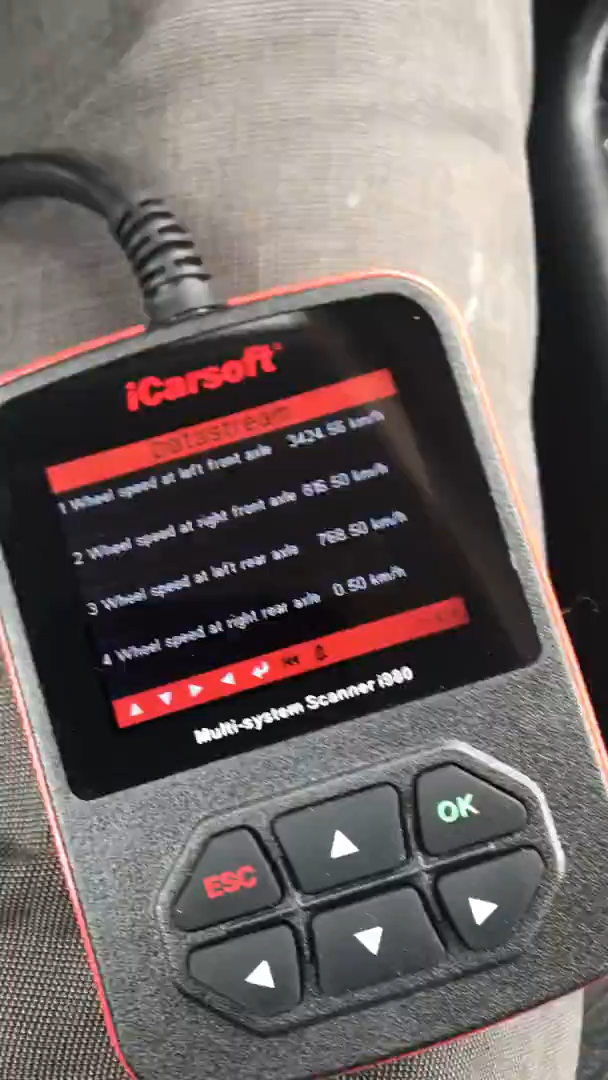 iCarsoft
Datastream
1 Wheel speed at left front axle 3424.95 km/h
2 Wheel speed at right front axle 616.50 km/h
3 Wheel speed at left rear axle 768.50 km/h
4 Wheel speed at right rear axle 0.50 km/h
Multi-system Scanner i980
OK
ESC